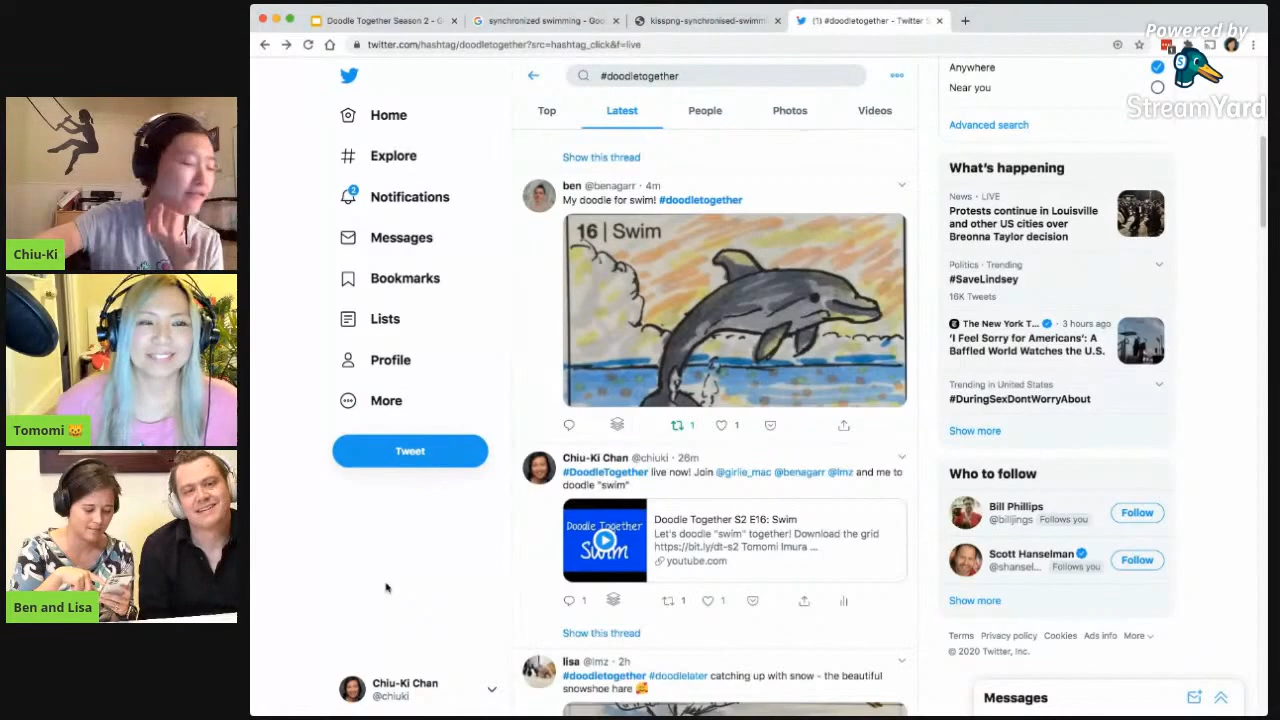 Doodle Together Season 2 - G
synchronized swimming - Goo
kisspng-synchronised-swimm
(1) #doodletogether - Twitter S
twitter.com/hashtag/doodletogether?src=hashtag_click&f=live
Powered by
StreamYard
Chiu-Ki
Tomomi 🐱
Ben and Lisa
Home
Explore
2
Notifications
Messages
Bookmarks
Lists
Profile
More
Tweet
Chiu-Ki Chan
@chiuki
#doodletogether
Top
Latest
People
Photos
Videos
Show this thread
ben @benagarr · 4m
My doodle for swim! #doodletogether
16 | Swim
1
1
Chiu-Ki Chan @chiuki · 26m
#DoodleTogether live now! Join @girlie_mac @benagarr @lmz and me to
doodle "swim"
Doodle Together
Swim
Doodle Together S2 E16: Swim
Let's doodle "swim" together! Download the grid
https://bit.ly/dt-s2 Tomomi Imura ...
youtube.com
1
1
1
Show this thread
lisa @lmz · 2h
#doodletogether #doodlelater catching up with snow - the beautiful
snowshoe hare 🥰
Anywhere
Near you
Advanced search
What's happening
News · LIVE
Protests continue in Louisville
and other US cities over
Breonna Taylor decision
Politics · Trending
#SaveLindsey
16K Tweets
The New York T... · 3 hours ago
'I Feel Sorry for Americans': A
Baffled World Watches the U.S.
Trending in United States
#DuringSexDontWorryAbout
Show more
Who to follow
Bill Phillips
@billjings Follows you
Follow
Scott Hanselman
@shansel... Follows you
Follow
Show more
Terms Privacy policy Cookies Ads info More
© 2020 Twitter, Inc.
Messages